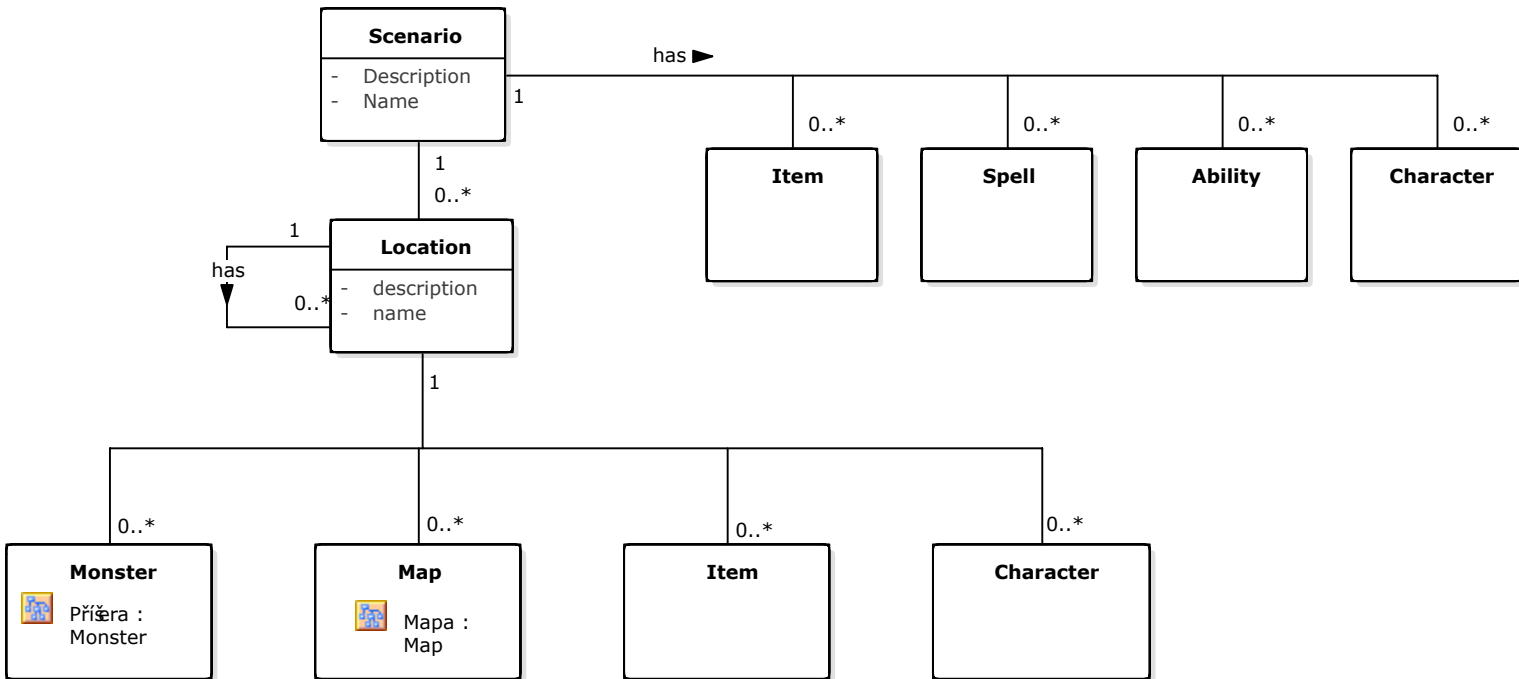 Scenario
- Description
- Name
has
1
0..*
0..*
0..*
0..*
Item
Spell
Ability
Character
1
0..*
1
Location
has
0..*
- description
- name
1
0..*
0..*
0..*
0..*
Monster
Map
Item
Character
Příšera :
Monster
Mapa :
Map